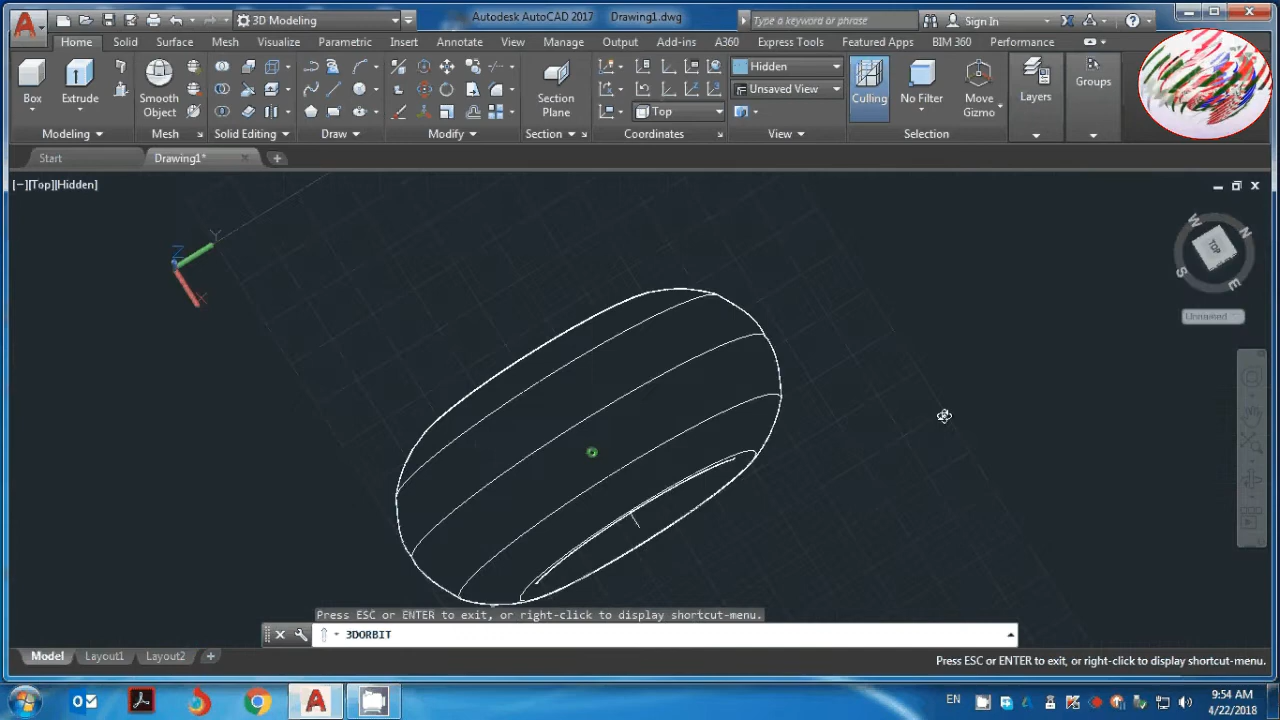 3D Modeling
Autodesk AutoCAD 2017 Drawing1.dwg
Type a keyword or phrase
Sign In
Home Solid Surface Mesh Visualize Parametric Insert Annotate View Manage Output Add-ins A360 Express Tools Featured Apps BIM 360 Performance
Box
Extrude
Smooth
Object
Section
Plane
Top
Hidden
Unsaved View
Culling
No Filter
Move
Gizmo
Layers
Groups
Modeling Mesh Solid Editing Draw Modify Section Coordinates View Selection
Start Drawing1* +
[−][Top][Hidden]
Z
Y
X
W
N
S
E
TOP
Unnamed
Press ESC or ENTER to exit, or right-click to display shortcut-menu.
3DORBIT
Model Layout1 Layout2 +
Press ESC or ENTER to exit, or right-click to display shortcut-menu.
EN
9:54 AM
4/22/2018